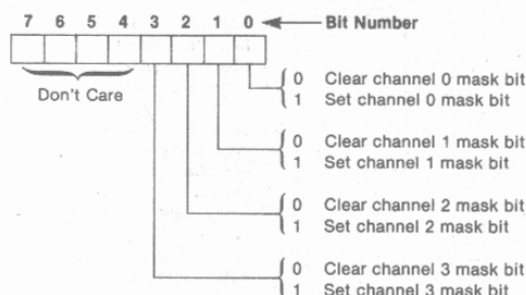 7 6 5 4 3 2 1 0 Bit Number
Don't Care
0 Clear channel 0 mask bit
1 Set channel 0 mask bit
0 Clear channel 1 mask bit
1 Set channel 1 mask bit
0 Clear channel 2 mask bit
1 Set channel 2 mask bit
0 Clear channel 3 mask bit
1 Set channel 3 mask bit